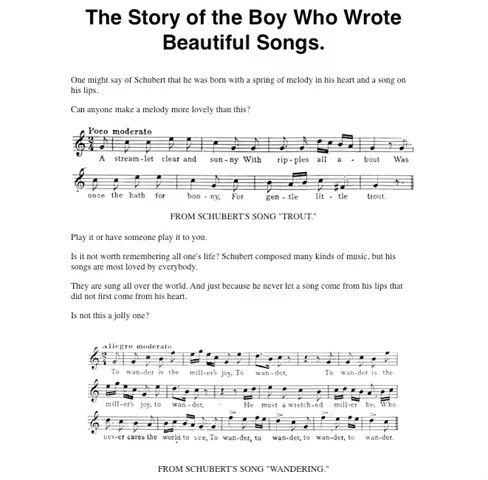 The Story of the Boy Who Wrote
Beautiful Songs.
One might say of Schubert that he was born with a spring of melody in his heart and a song on
his lips.
Can anyone make a melody more lovely than this?
Poco moderato
A stream-let clear and sun-ny With rip-ples all a-bout Was
once the bath for bon-ny, For gen-tle lit-tle trout.
FROM SCHUBERT'S SONG "TROUT."
Play it or have someone play it to you.
Is it not worth remembering all one's life? Schubert composed many kinds of music, but his
songs are most loved by everybody.
They are sung all over the world. And just because he never let a song come from his lips that
did not first come from his heart.
Is not this a jolly one?
Allegro moderato
To wan-der is the mill-er's joy, To wan-der, To wan-der is the
mill-er's joy, to wan-der, He must a wretch-ed mill-er be, Who
nev-er cares the world to see, To wan-der, to wan-der, to wan-der, to wan-der.
FROM SCHUBERT'S SONG "WANDERING."